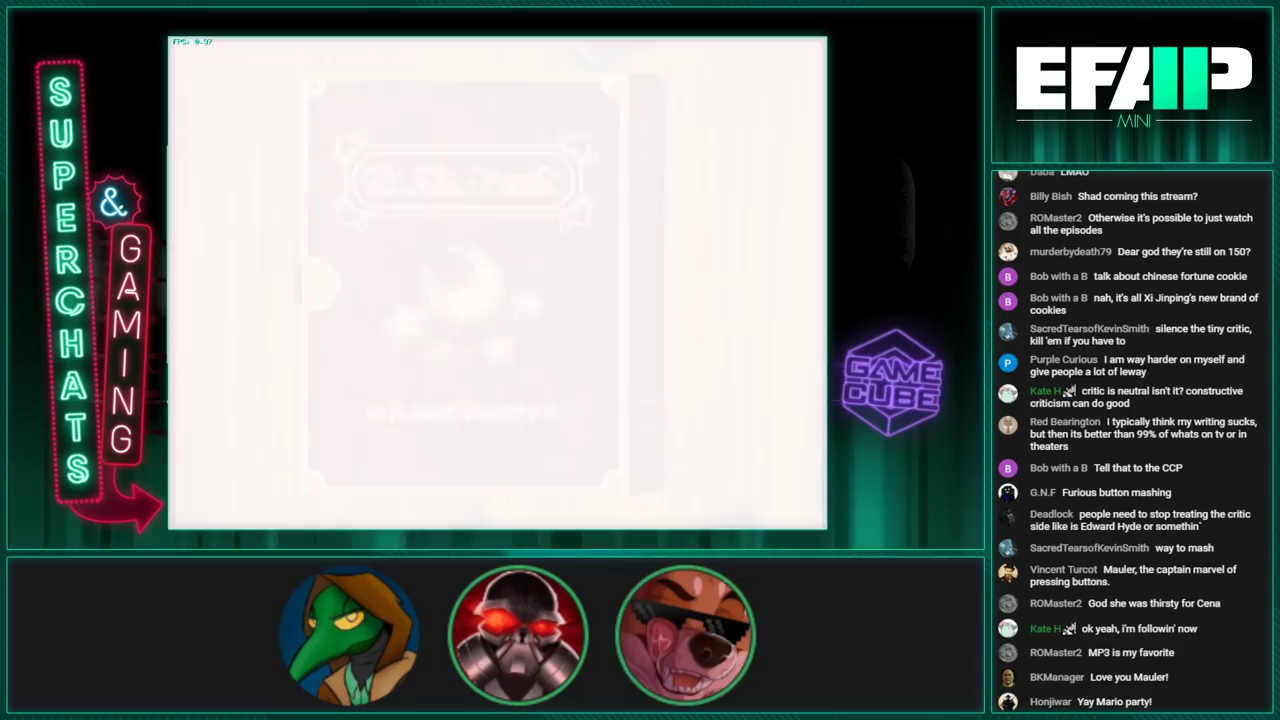 SUPERCHATS
&
GAMING
FPS:
GAME
CUBE
EFAP
MINI
Daba LMAO
Billy Bish Shad coming this stream?
ROMaster2 Otherwise it's possible to just watch
all the episodes
murderbydeath79 Dear god they're still on 150?
B Bob with a B talk about chinese fortune cookie
B Bob with a B nah, it's all Xi Jinping's new brand of
cookies
SacredTearsofKevinSmith silence the tiny critic,
kill 'em if you have to
P Purple Curious I am way harder on myself and
give people a lot of leway
Kate H critic is neutral isn't it? constructive
criticism can do good
Red Bearington I typically think my writing sucks,
but then its better than 99% of whats on tv or in
theaters
B Bob with a B Tell that to the CCP
G.N.F Furious button mashing
Deadlock people need to stop treating the critic
side like is Edward Hyde or somethin`
SacredTearsofKevinSmith way to mash
Vincent Turcot Mauler, the captain marvel of
pressing buttons.
ROMaster2 God she was thirsty for Cena
Kate H ok yeah, i'm followin' now
ROMaster2 MP3 is my favorite
BKManager Love you Mauler!
Honjiwar Yay Mario party!